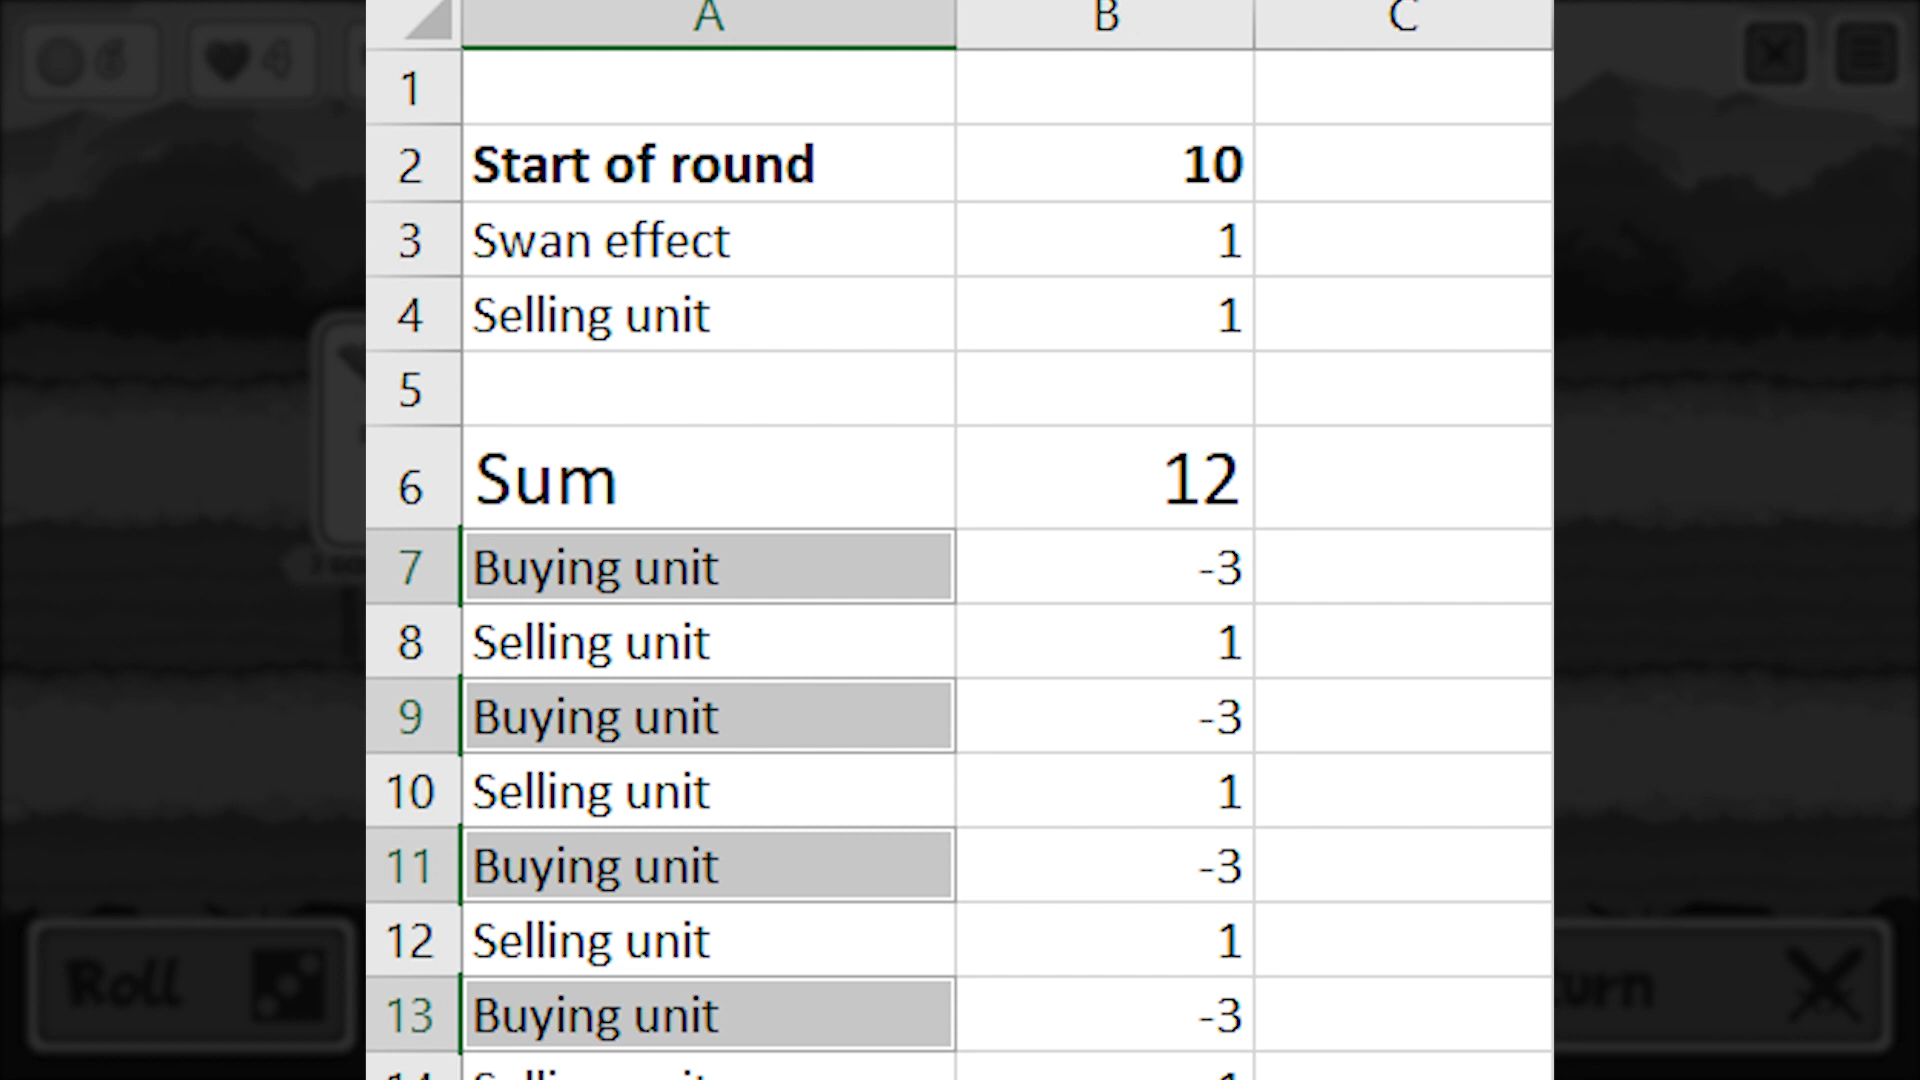 6 4
A B C
1
2 Start of round 10
3 Swan effect 1
4 Selling unit 1
5
6 Sum 12
7 Buying unit -3
8 Selling unit 1
9 Buying unit -3
10 Selling unit 1
11 Buying unit -3
12 Selling unit 1
13 Buying unit -3
Roll